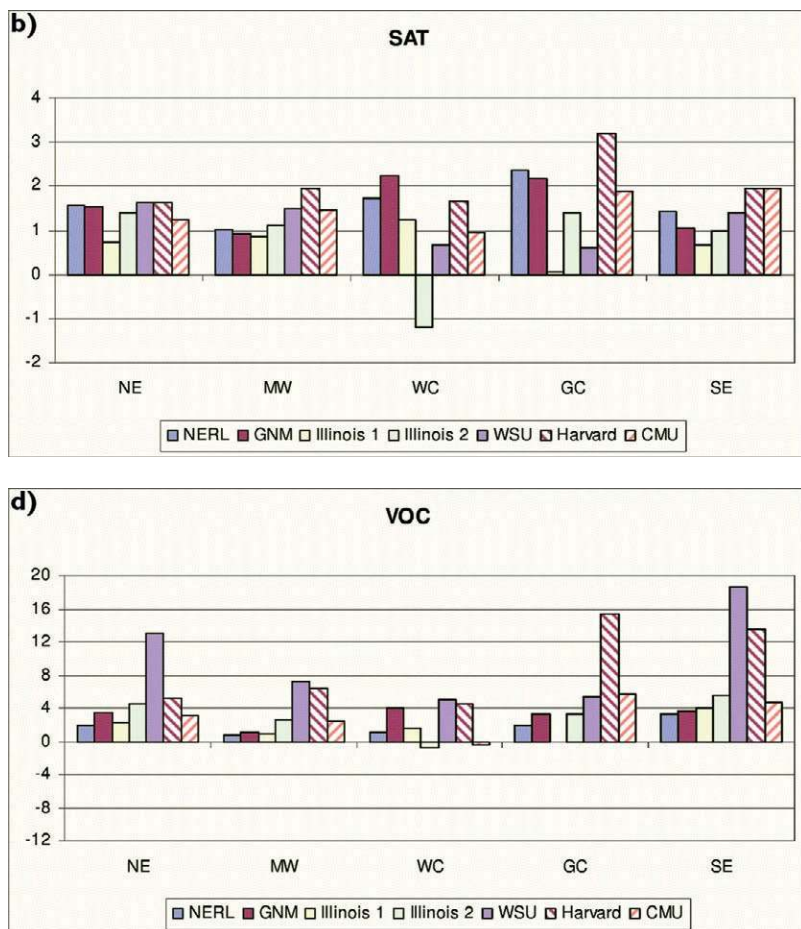 b)
SAT
4
3
2
1
0
-1
-2
NE MW WC GC SE
NERL GNM Illinois 1 Illinois 2 WSU Harvard CMU
d)
VOC
20
16
12
8
4
0
-4
-8
-12
NE MW WC GC SE
NERL GNM Illinois 1 Illinois 2 WSU Harvard CMU